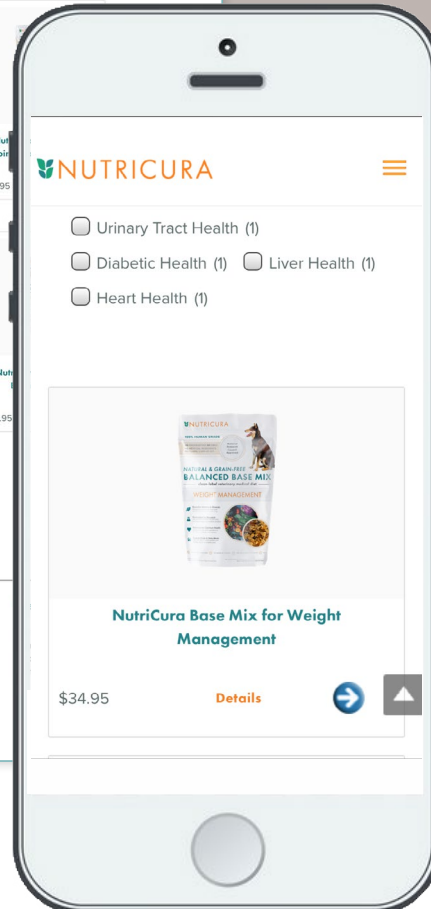 NUTRICURA
Urinary Tract Health (1)
Diabetic Health (1) Liver Health (1)
Heart Health (1)
NUTRICURA
NATURAL & GRAIN-FREE
BALANCED BASE MIX
WEIGHT MANAGEMENT
NutriCura Base Mix for Weight
Management
$34.95 Details